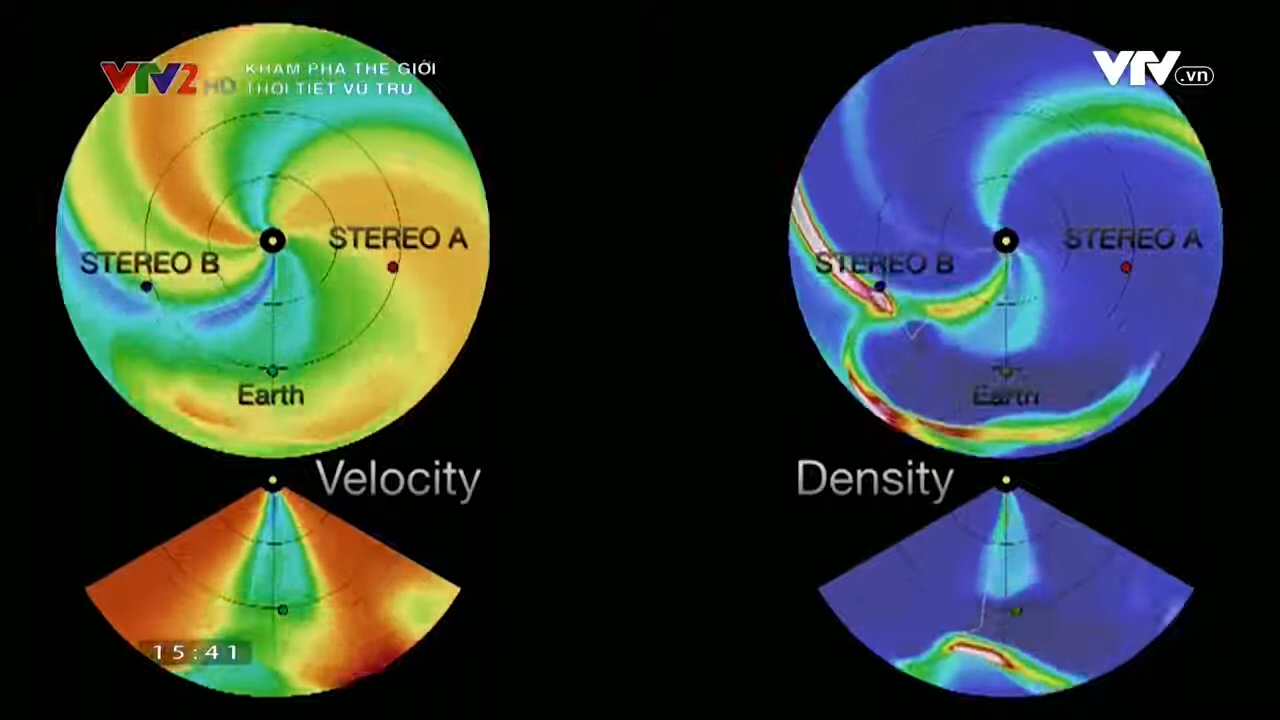 VTV2 HD
KHÁM PHÁ THẾ GIỚI
THỜI TIẾT VŨ TRỤ
VTV.vn
STEREO A
STEREO B
Earth
STEREO A
STEREO B
Earth
Velocity
Density
15:41